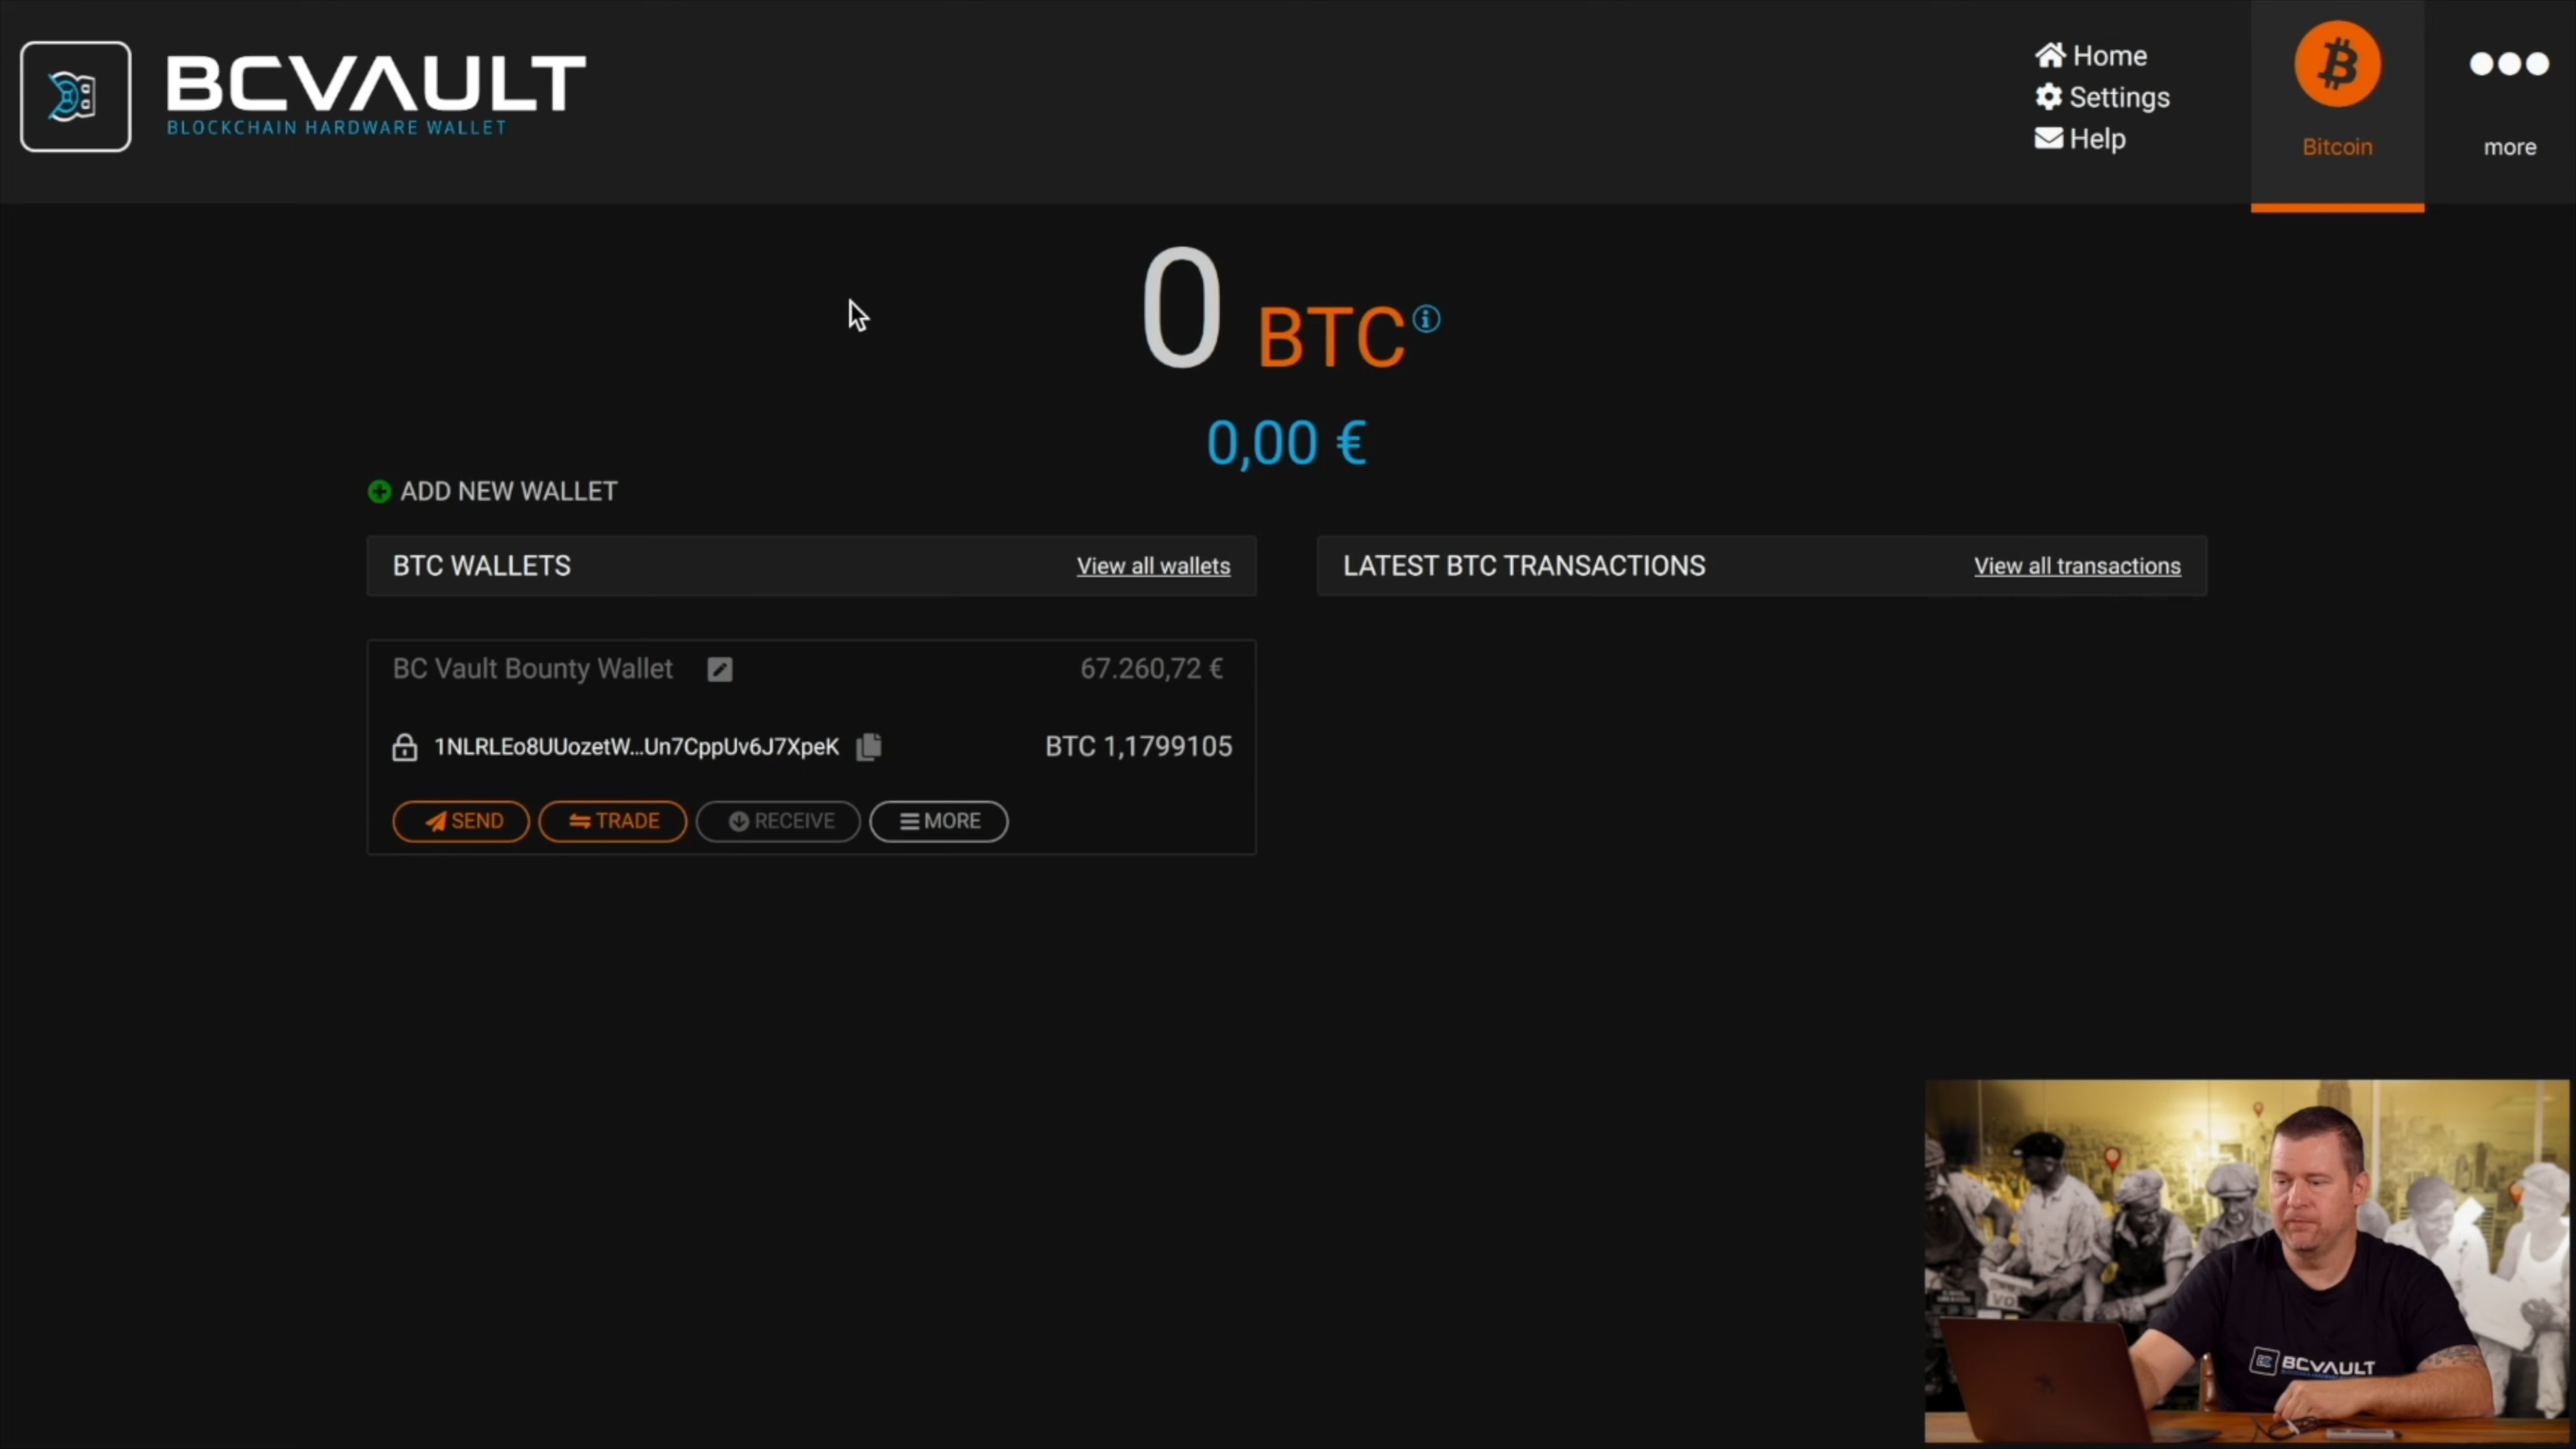 BCVAULT
BLOCKCHAIN HARDWARE WALLET
Home
Settings
Help
Bitcoin
more
0 BTC
0,00 €
ADD NEW WALLET
BTC WALLETS View all wallets
LATEST BTC TRANSACTIONS View all transactions
BC Vault Bounty Wallet 67.260,72 €
1NLRLEo8UUozetW...Un7CppUv6J7XpeK BTC 1,1799105
SEND TRADE RECEIVE MORE
BCVAULT